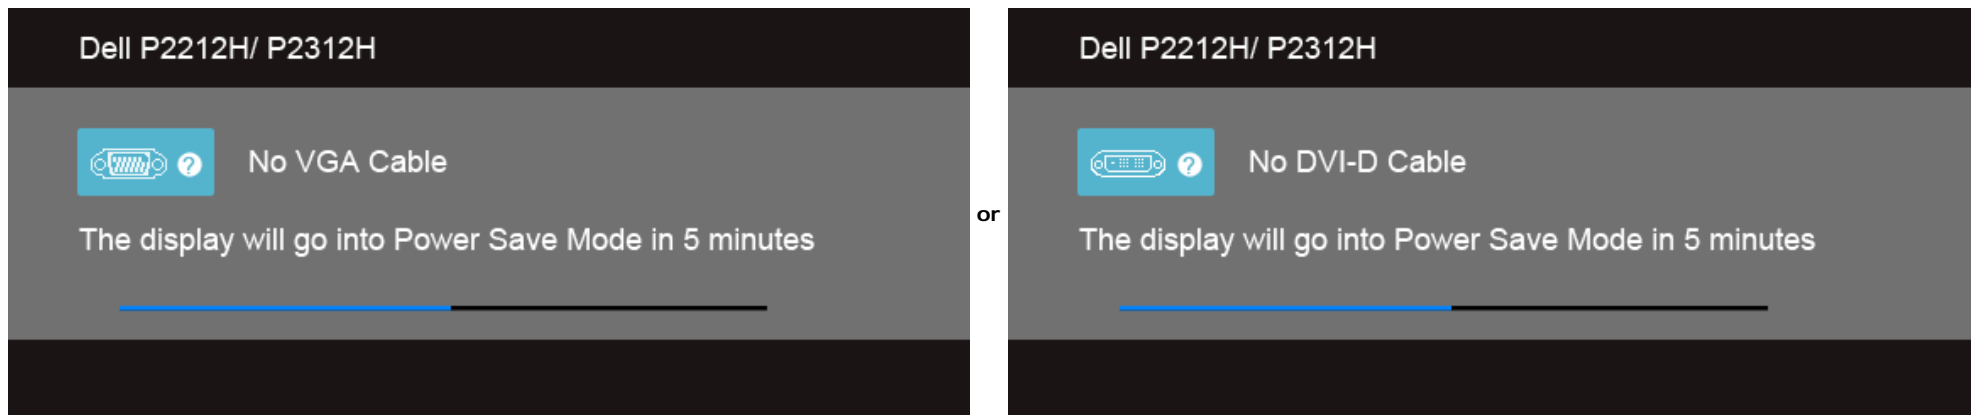 Dell P2212H/ P2312H
No VGA Cable
The display will go into Power Save Mode in 5 minutes
or
Dell P2212H/ P2312H
No DVI-D Cable
The display will go into Power Save Mode in 5 minutes